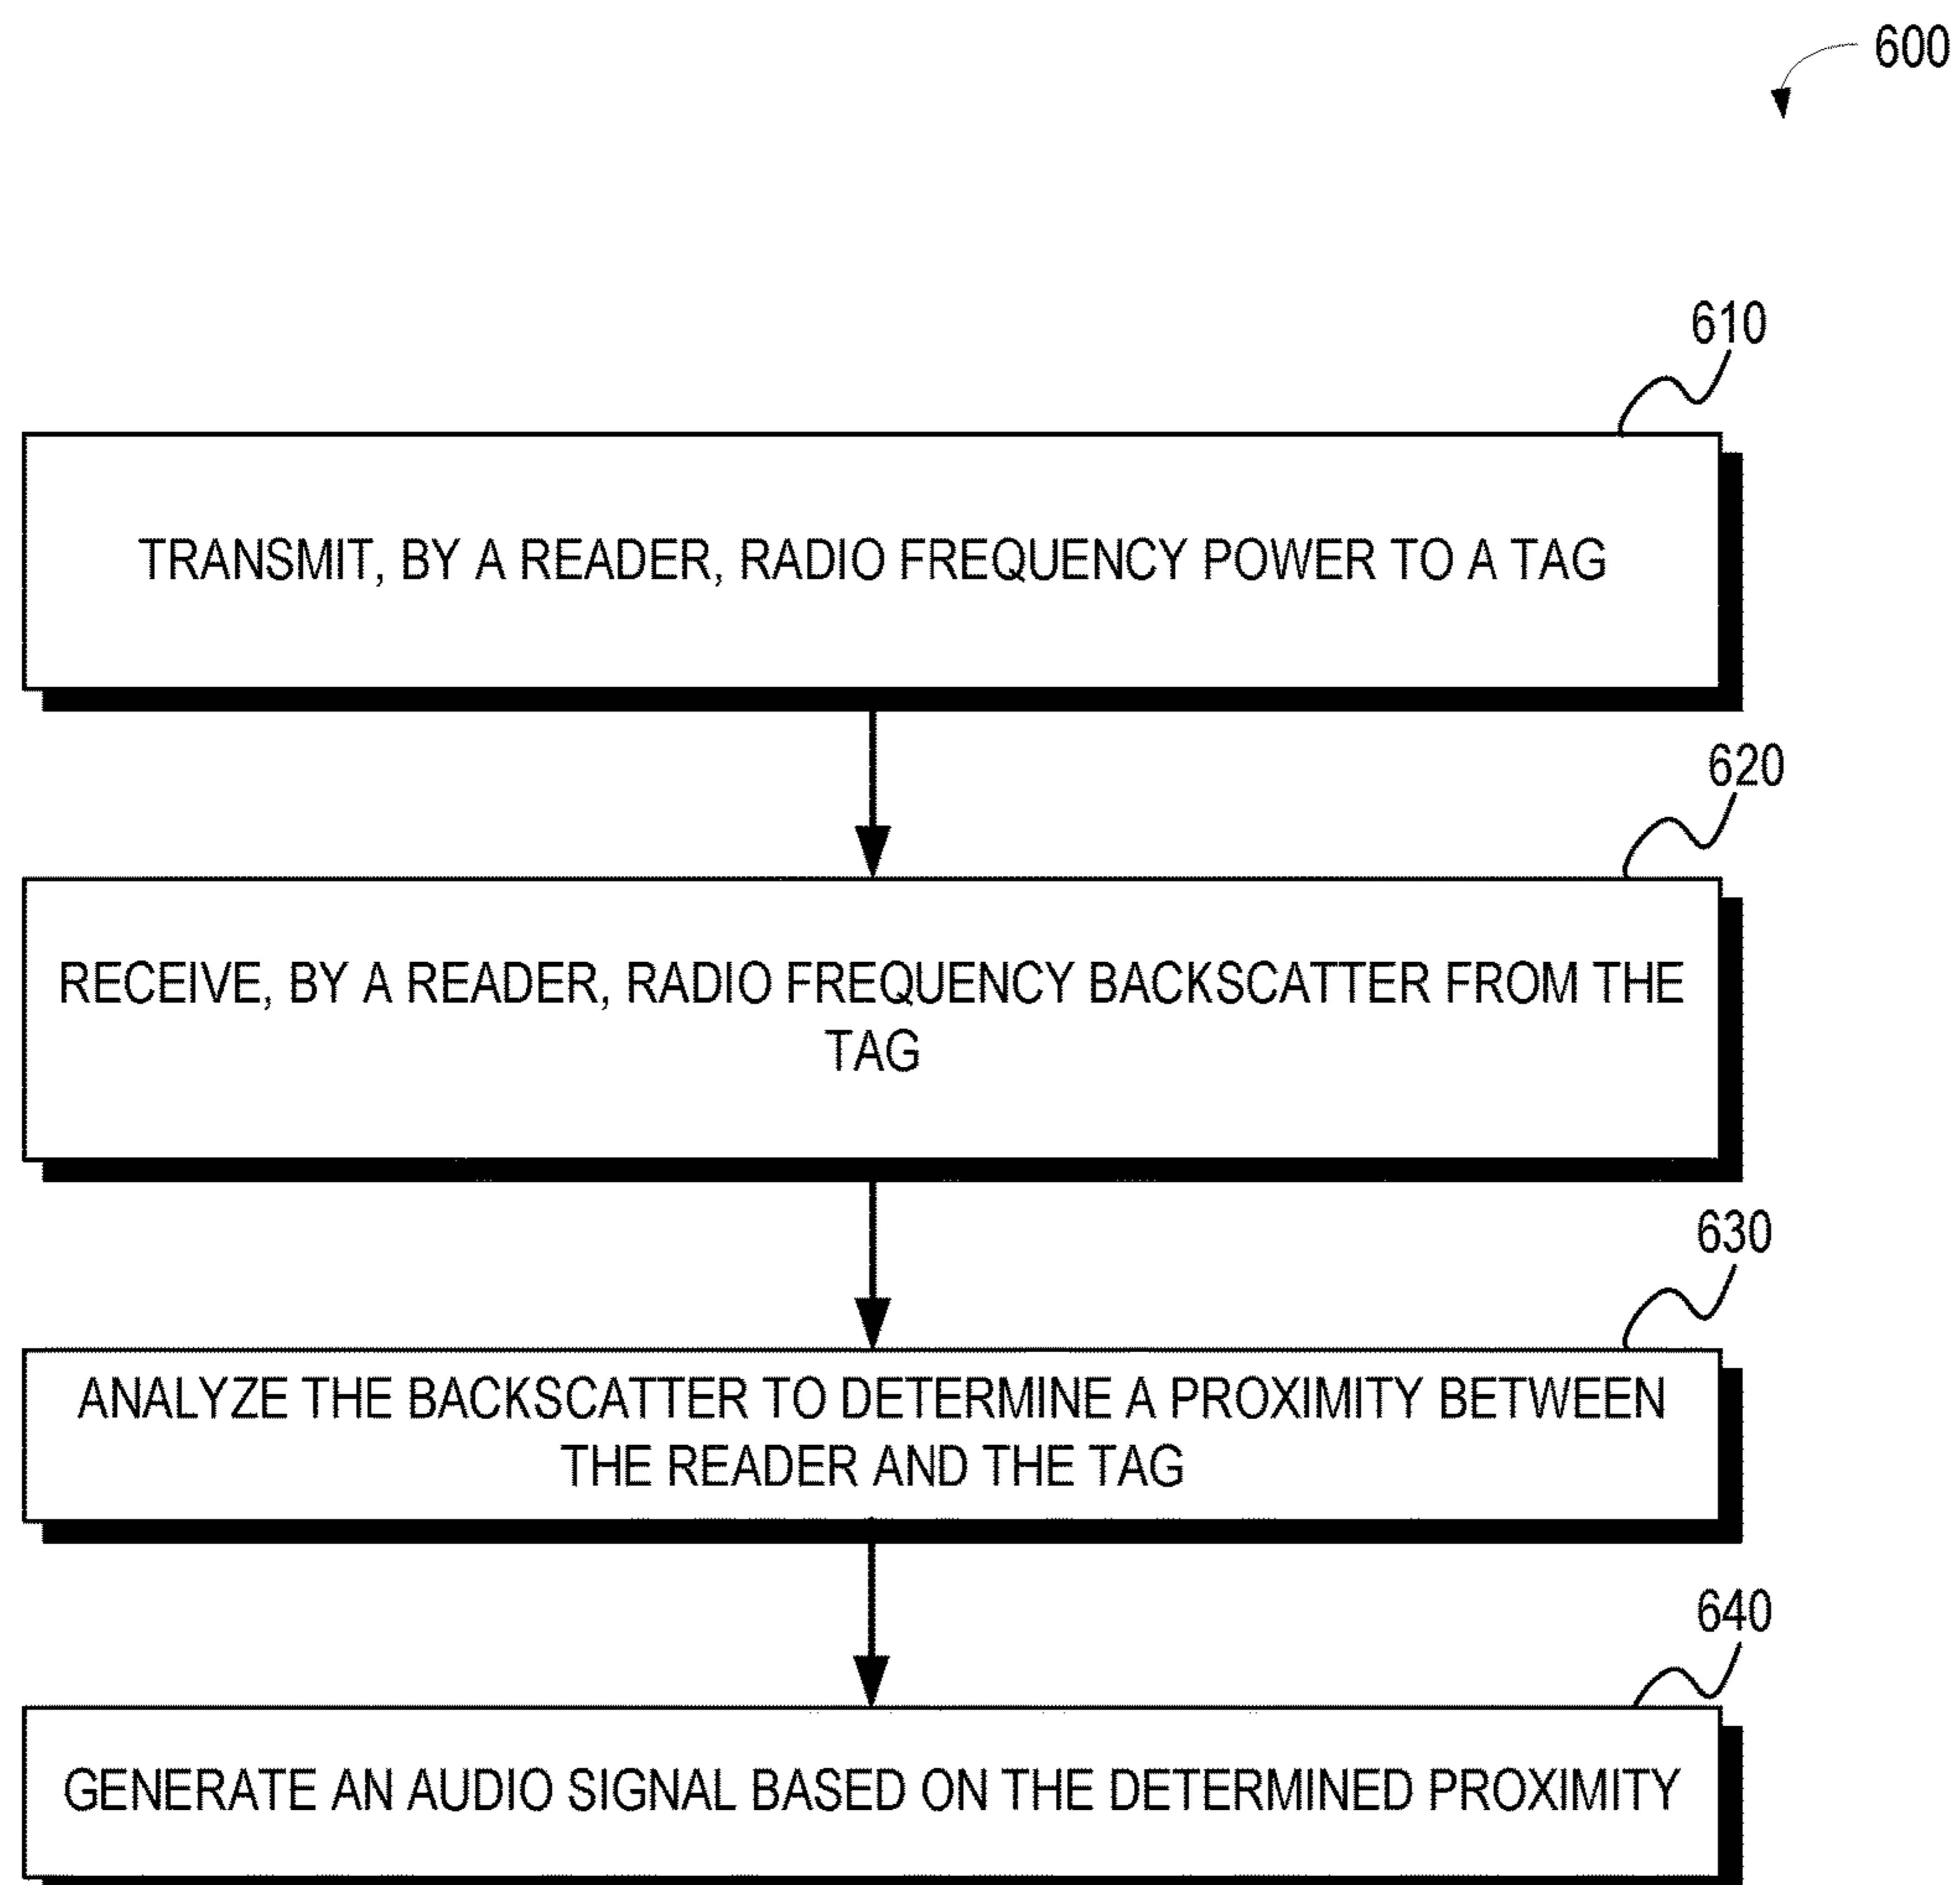 600
610
TRANSMIT, BY A READER, RADIO FREQUENCY POWER TO A TAG
620
RECEIVE, BY A READER, RADIO FREQUENCY BACKSCATTER FROM THE
TAG
630
ANALYZE THE BACKSCATTER TO DETERMINE A PROXIMITY BETWEEN
THE READER AND THE TAG
640
GENERATE AN AUDIO SIGNAL BASED ON THE DETERMINED PROXIMITY